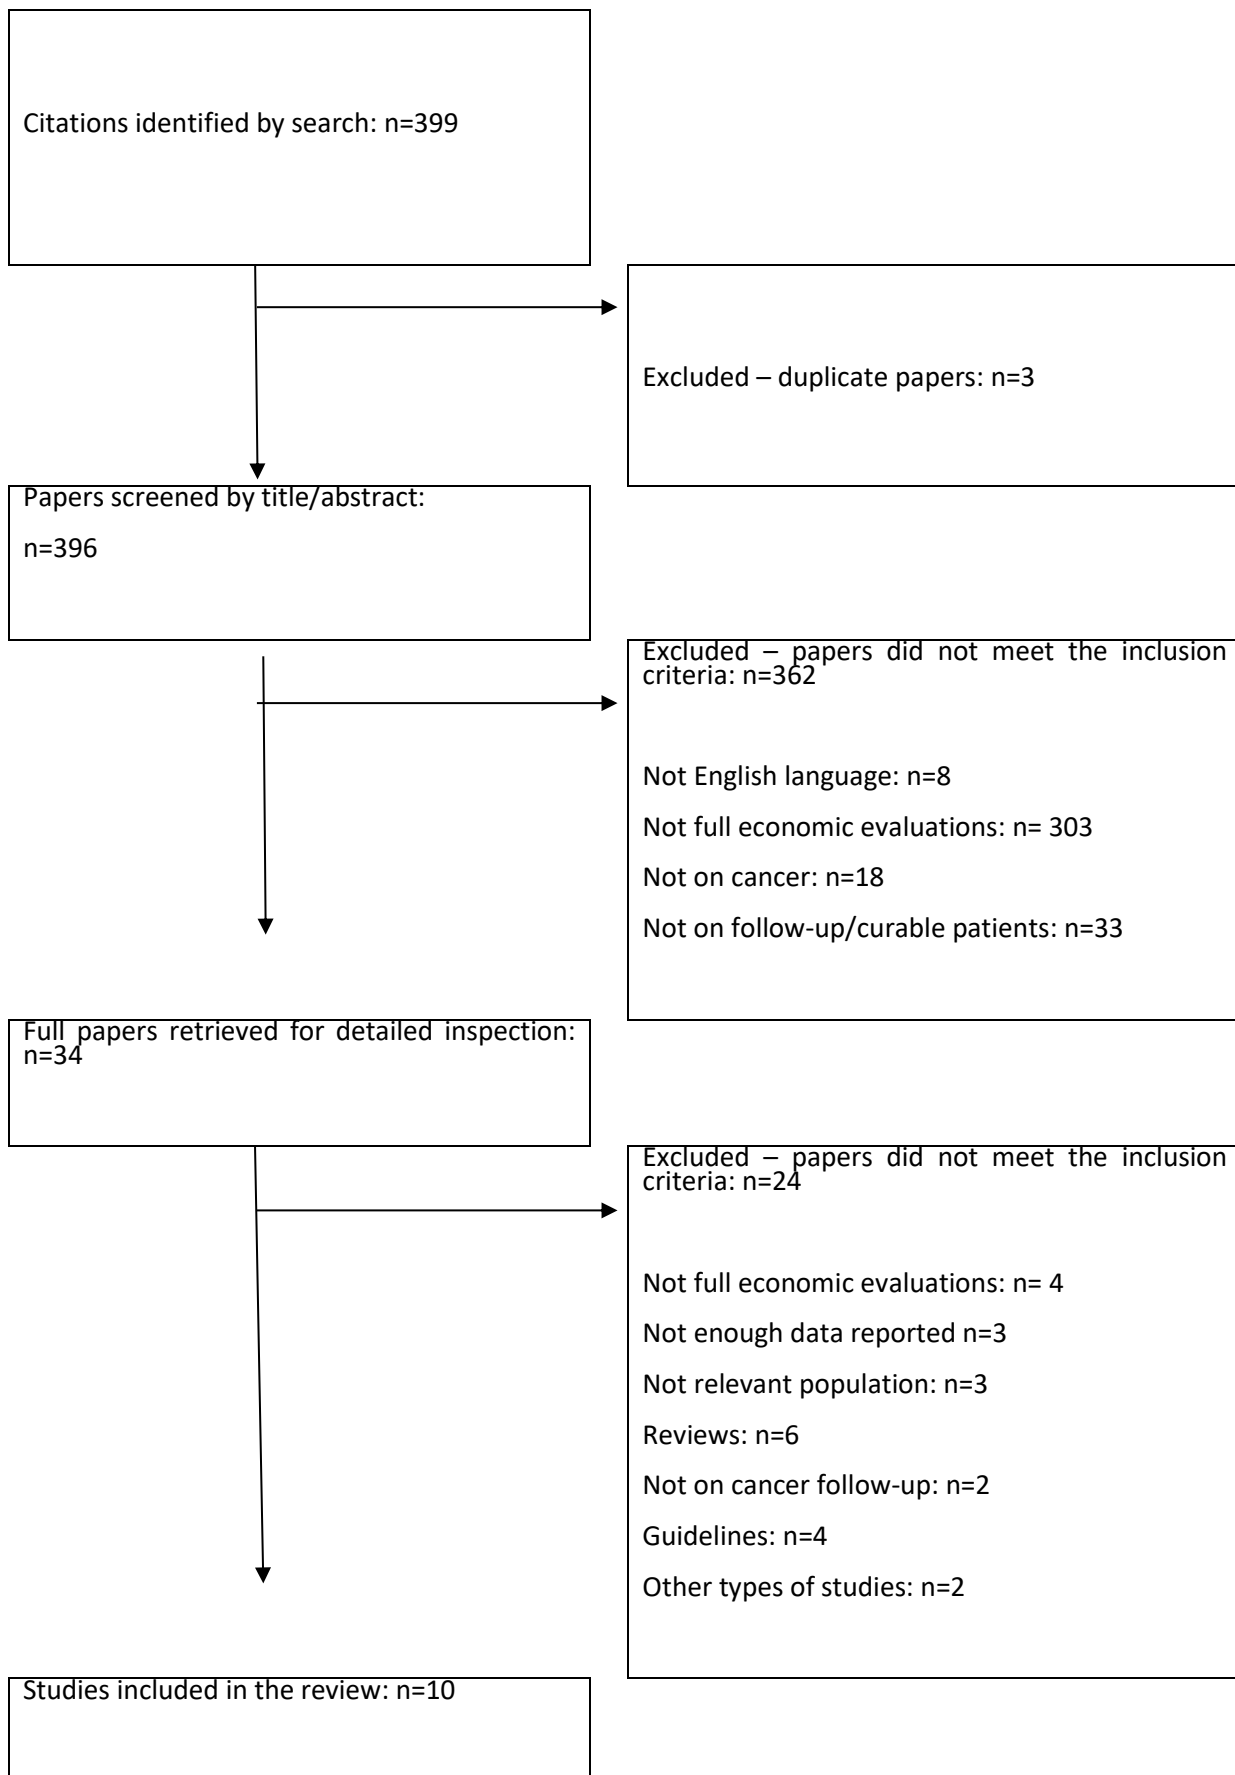 Citations identified by search: n=399
Excluded – duplicate papers: n=3
Papers screened by title/abstract:
n=396
Excluded – papers did not meet the inclusion
criteria: n=362
Not English language: n=8
Not full economic evaluations: n= 303
Not on cancer: n=18
Not on follow-up/curable patients: n=33
Full papers retrieved for detailed inspection:
n=34
Excluded – papers did not meet the inclusion
criteria: n=24
Not full economic evaluations: n= 4
Not enough data reported n=3
Not relevant population: n=3
Reviews: n=6
Not on cancer follow-up: n=2
Guidelines: n=4
Other types of studies: n=2
Studies included in the review: n=10